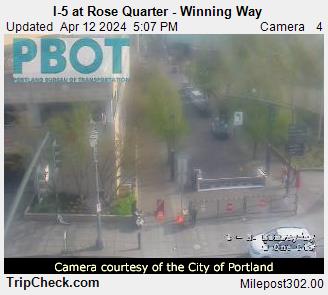 I-5 at Rose Quarter - Winning Way
Updated Apr 12 2024 5:07 PM Camera 4
PBOT
PORTLAND BUREAU OF TRANSPORTATION
Camera courtesy of the City of Portland
TripCheck.com
Milepost302.00